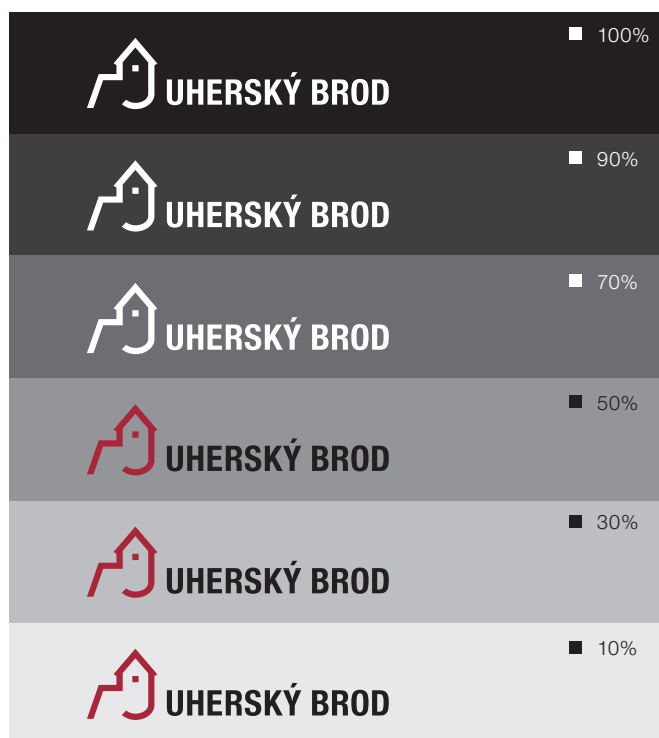 100%
UHERSKÝ BROD
90%
UHERSKÝ BROD
70%
UHERSKÝ BROD
50%
UHERSKÝ BROD
30%
UHERSKÝ BROD
10%
UHERSKÝ BROD